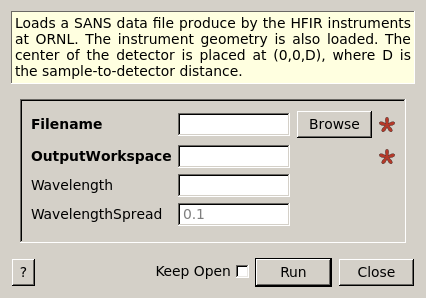 Loads a SANS data file produce by the HFIR instruments
at ORNL. The instrument geometry is also loaded. The
center of the detector is placed at (0,0,D), where D is
the sample-to-detector distance.
Filename
Browse
*
OutputWorkspace
*
Wavelength
WavelengthSpread
0.1
?
Keep Open
Run
Close